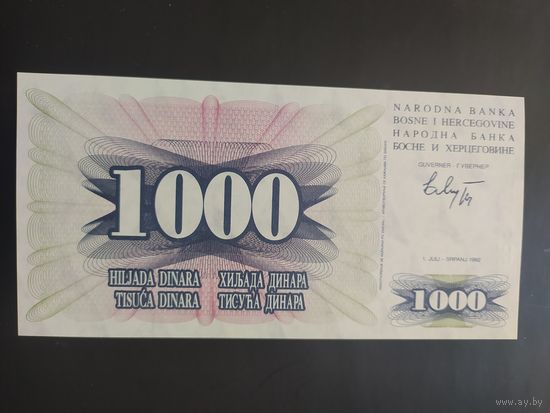 1000
HILJADA DINARA ХИЉАДА ДИНАРА
TISUĆA DINARA ТИСУЋА ДИНАРА
NARODNA BANKA
BOSNE I HERCEGOVINE
НАРОДНА БАНКА
БОСНЕ И ХЕРЦЕГОВИНЕ
GUVERNER - ГУВЕРНЕР
1. JULI - SRPANJ 1992
1000
www.ay.by